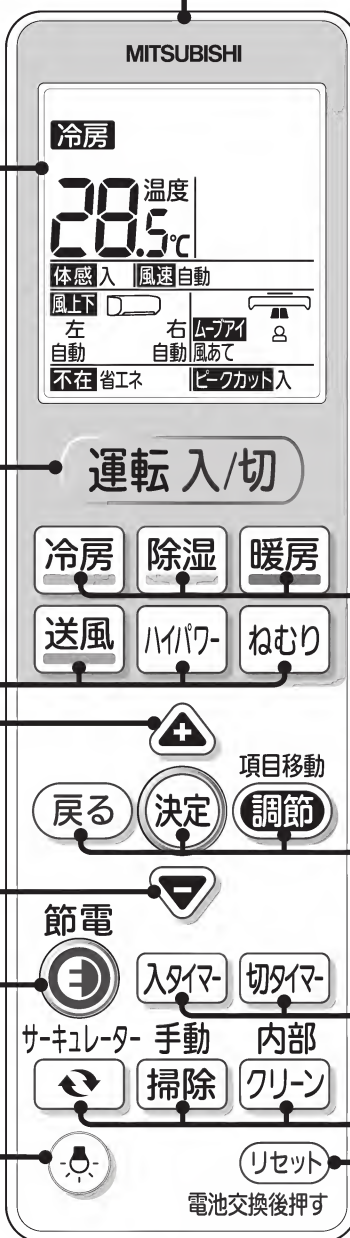 MITSUBISHI
冷房
28.5℃ 温度
体感 入 風速 自動
風上下
左 右 ムーブアイ
自動 自動 風あて
不在 省エネ ピークカット 入
運転 入/切
冷房 除湿 暖房
送風 ハイパワー ねむり
+
項目移動
戻る 決定 調節
-
節電
入タイマー 切タイマー
サーキュレーター 手動 内部
掃除 クリーン
リセット
電池交換後押す